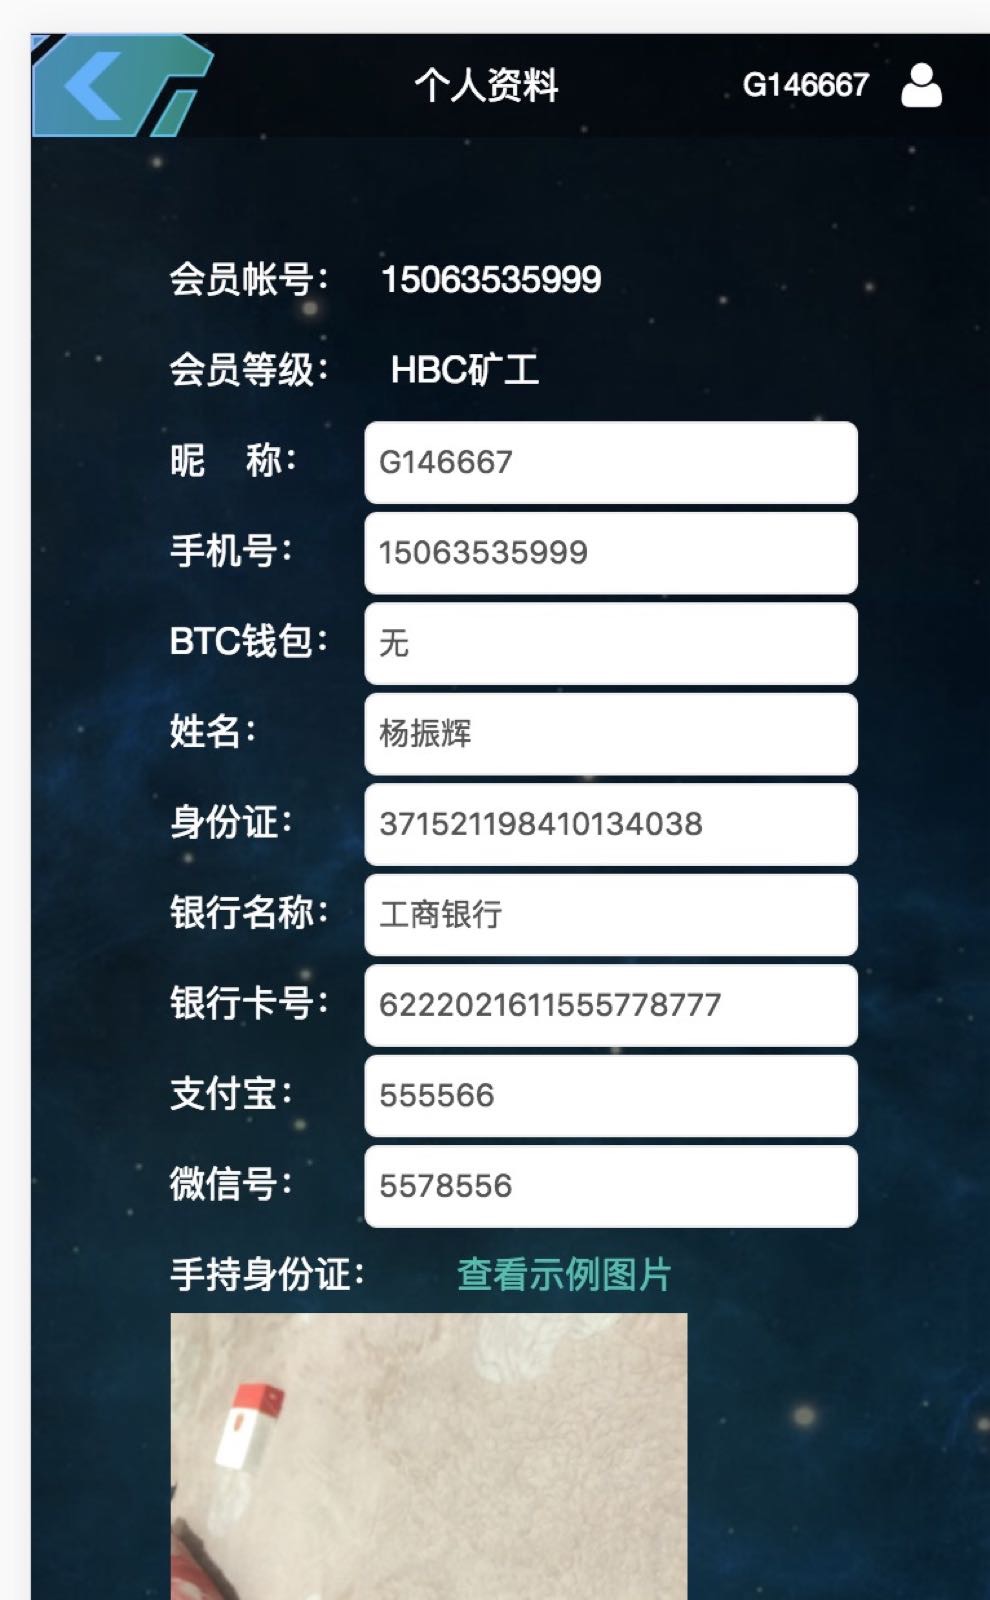 个人资料 G146667
会员帐号： 15063535999
会员等级： HBC矿工
昵 称： G146667
手机号： 15063535999
BTC钱包： 无
姓名： 杨振辉
身份证： 371521198410134038
银行名称： 工商银行
银行卡号： 6222021611555778777
支付宝： 555566
微信号： 5578556
手持身份证： 查看示例图片